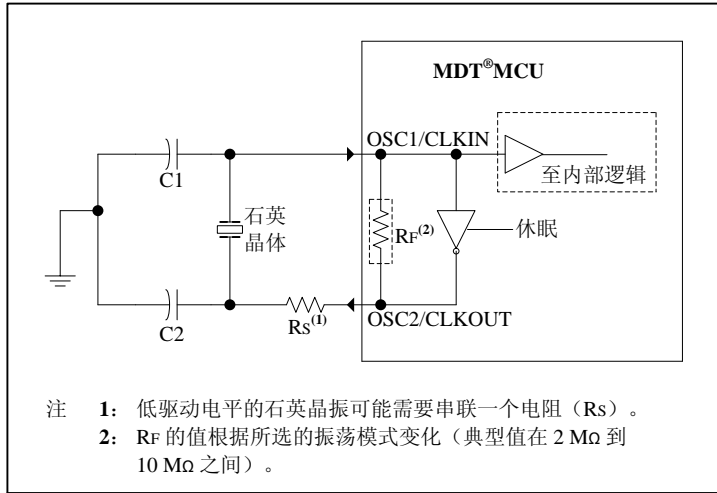 MDT®MCU
OSC1/CLKIN
C1
至内部逻辑
石英
晶体
RF(2)
休眠
C2
Rs(1)
OSC2/CLKOUT
注 1： 低驱动电平的石英晶振可能需要串联一个电阻（Rs）。
2： RF 的值根据所选的振荡模式变化（典型值在 2 MΩ 到
10 MΩ 之间）。